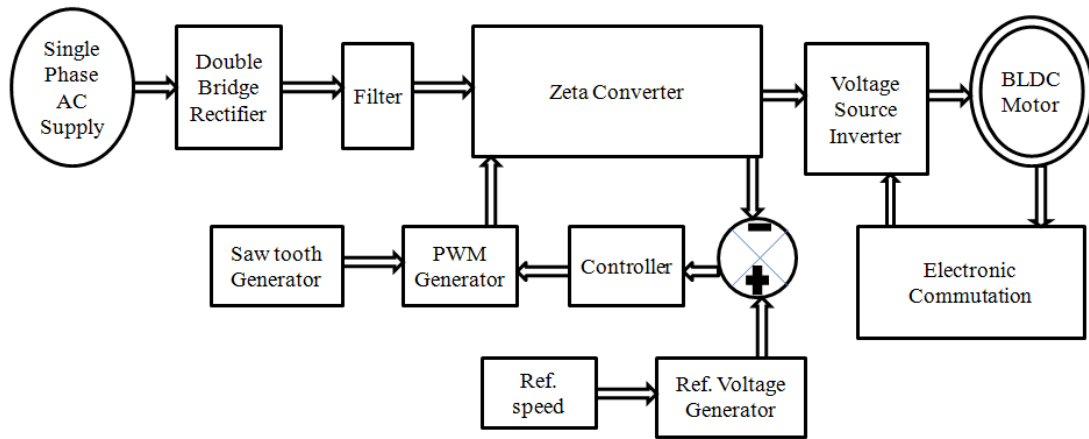 Single
Phase
AC
Supply
Double
Bridge
Rectifier
Filter
Zeta Converter
Voltage
Source
Inverter
BLDC
Motor
Saw tooth
Generator
PWM
Generator
Controller
−
+
Electronic
Commutation
Ref.
speed
Ref. Voltage
Generator